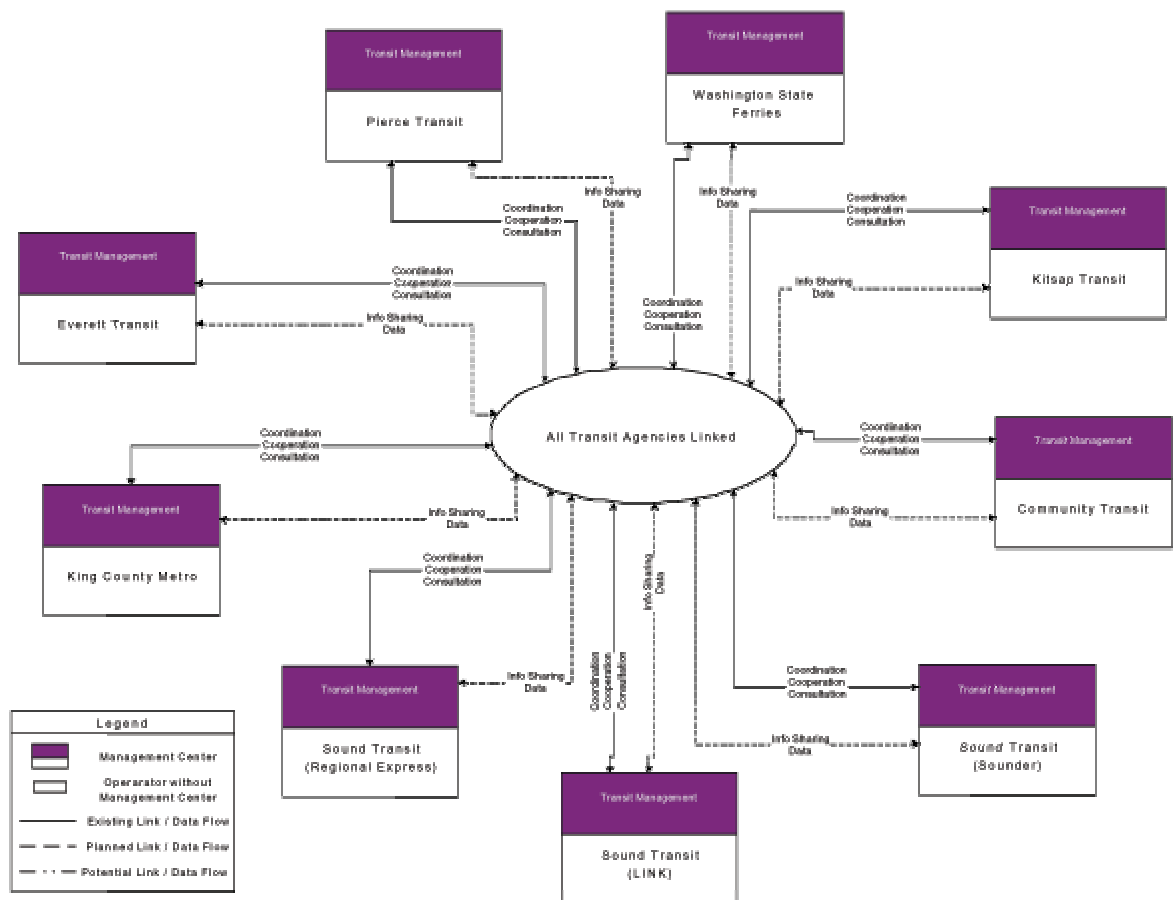 Transit Management
Washington State
Ferries
Transit Management
Pierce Transit
Info Sharing
Data
Info Sharing
Data
Coordination
Cooperation
Consultation
Coordination
Cooperation
Consultation
Transit Management
Kitsap Transit
Transit Management
Everett Transit
Coordination
Cooperation
Consultation
Info Sharing
Data
Coordination
Cooperation
Consultation
Info Sharing
Data
All Transit Agencies Linked
Coordination
Cooperation
Consultation
Coordination
Cooperation
Consultation
Transit Management
Community Transit
Transit Management
King County Metro
Info Sharing
Data
Info Sharing
Data
Coordination
Cooperation
Consultation
Info Sharing
Data
Transit Management
Sound Transit
(Regional Express)
Info Sharing
Data
Coordination
Cooperation
Consultation
Coordination
Cooperation
Consultation
Info Sharing
Data
Transit Management
Sound Transit
(Sounder)
Transit Management
Sound Transit
(LINK)
Legend
Management Center
Operarator without
Management Center
Existing Link / Data Flow
Planned Link / Data Flow
Potential Link / Data Flow